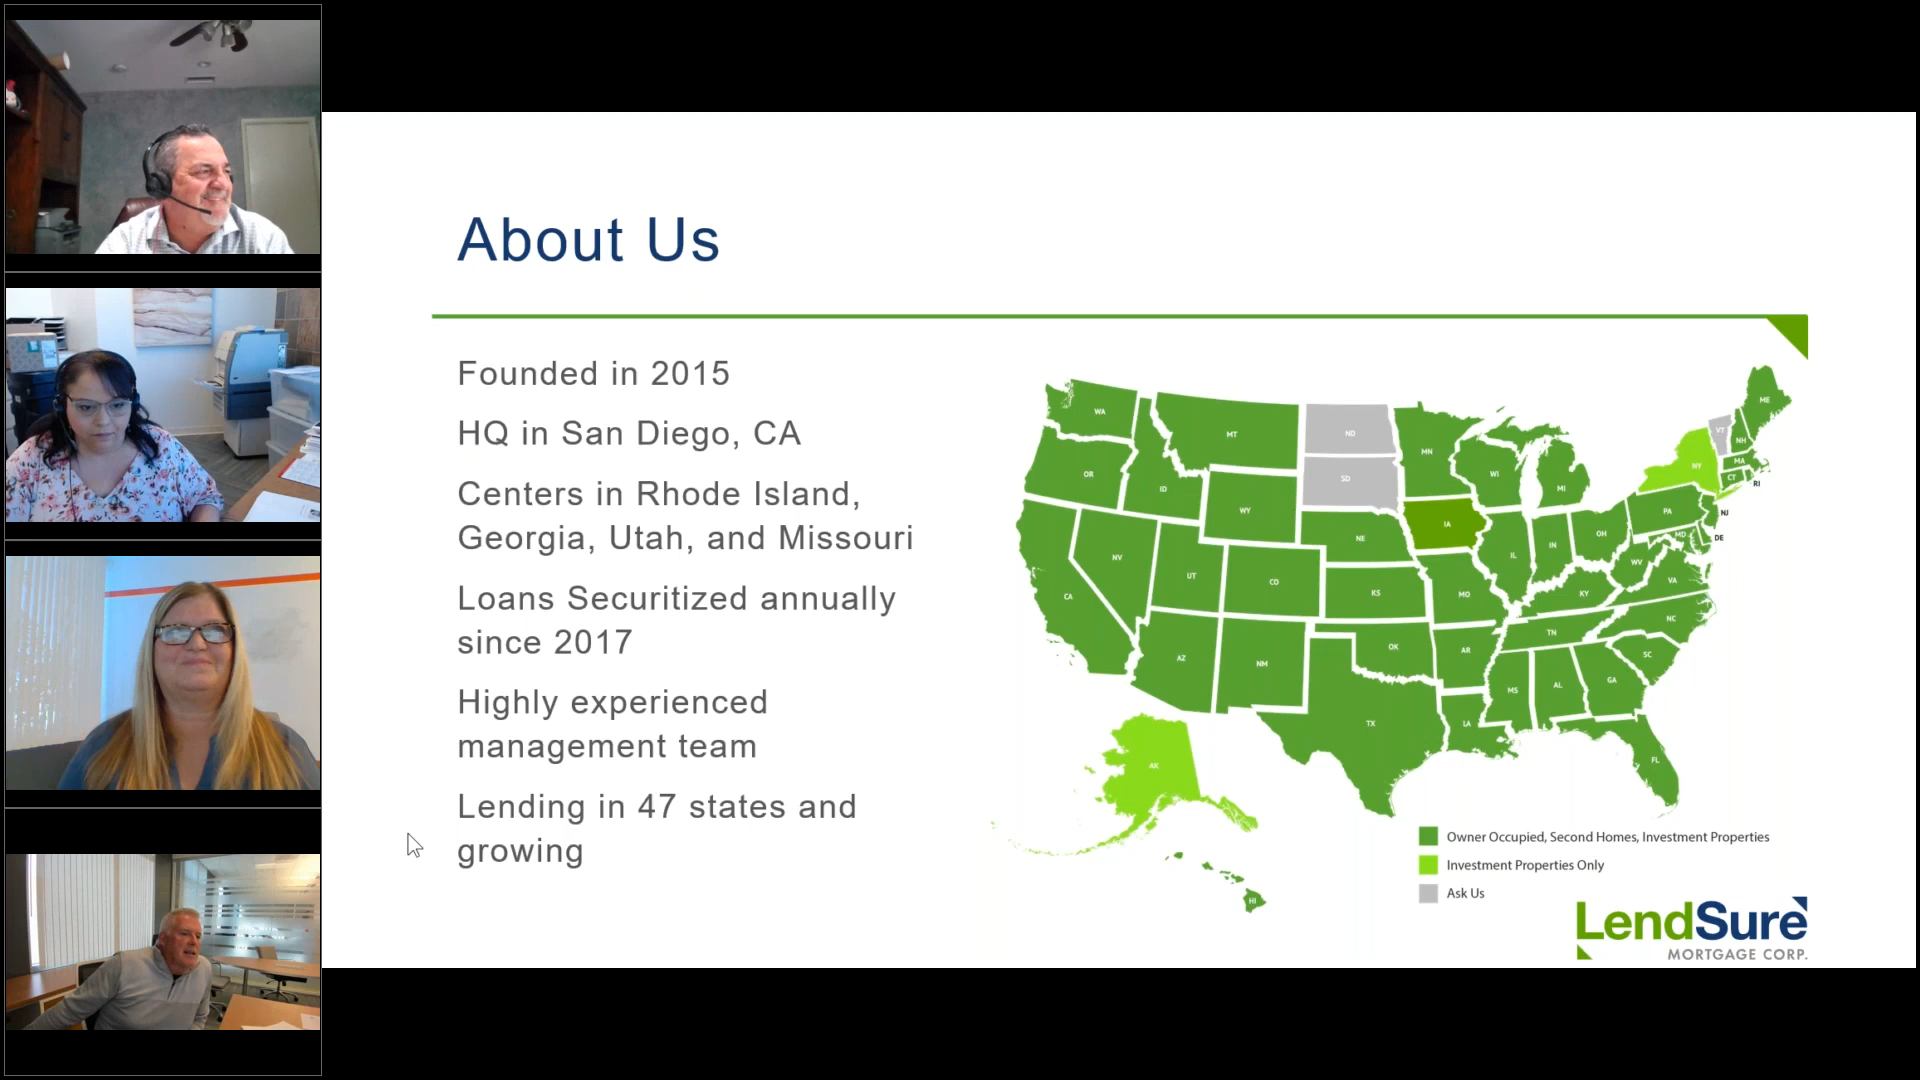 About Us
Founded in 2015
HQ in San Diego, CA
Centers in Rhode Island,
Georgia, Utah, and Missouri
Loans Securitized annually
since 2017
Highly experienced
management team
Lending in 47 states and
growing
WA
MT
ND
MN
ME
VT
NH
OR
ID
SD
WI
MI
NY
MA
CT
RI
WY
IA
PA
NJ
NE
IL
IN
OH
MD
DE
NV
UT
CO
WV
VA
CA
KS
MO
KY
NC
AZ
NM
OK
AR
TN
SC
MS
AL
GA
TX
LA
FL
AK
HI
Owner Occupied, Second Homes, Investment Properties
Investment Properties Only
Ask Us
LendSure
MORTGAGE CORP.